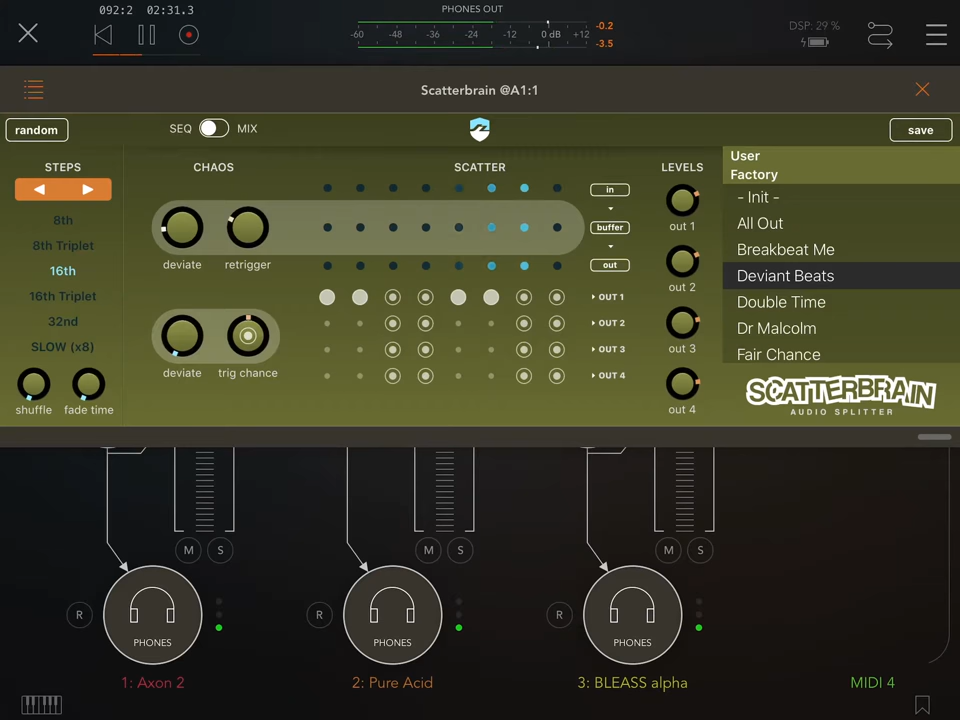 092:2 02:31.3
PHONES OUT
-60 -48 -36 -24 -12 0 dB +12
-0.2
-3.5
DSP: 29 %
Scatterbrain @A1:1
random
SEQ MIX
save
STEPS
8th
8th Triplet
16th
16th Triplet
32nd
SLOW (x8)
shuffle fade time
CHAOS
deviate retrigger
deviate trig chance
SCATTER
in
buffer
out
OUT 1
OUT 2
OUT 3
OUT 4
LEVELS
out 1
out 2
out 3
out 4
User
Factory
- Init -
All Out
Breakbeat Me
Deviant Beats
Double Time
Dr Malcolm
Fair Chance
SCATTERBRAIN
AUDIO SPLITTER
M S M S M S
R R R
PHONES PHONES PHONES
1: Axon 2 2: Pure Acid 3: BLEASS alpha MIDI 4